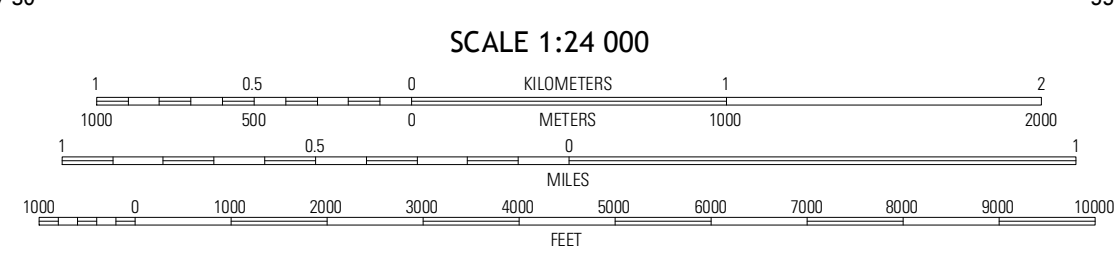 SCALE 1:24 000
1 0.5 0 KILOMETERS 1 2
1000 500 0 METERS 1000 2000
1 0.5 0 1
MILES
1000 0 1000 2000 3000 4000 5000 6000 7000 8000 9000 10000
FEET